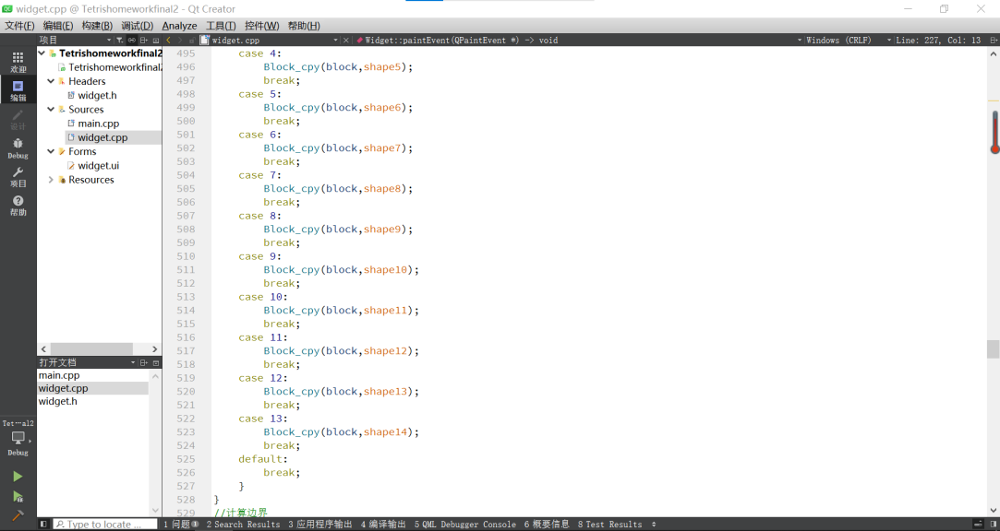 widget.cpp @ Tetrishomeworkfinal2 - Qt Creator
文件(F) 编辑(E) 构建(B) 调试(D) Analyze 工具(T) 控件(W) 帮助(H)
项目
widget.cpp
Widget::paintEvent(QPaintEvent *) -> void
Windows (CRLF)
Line: 227, Col: 13
欢迎
编辑
设计
Debug
项目
帮助
Tet…al2
Debug
Tetrishomeworkfinal2
Tetrishomeworkfinal2
Headers
widget.h
Sources
main.cpp
widget.cpp
Forms
widget.ui
Resources
打开文档
main.cpp
widget.cpp
widget.h
495 case 4:
496 Block_cpy(block,shape5);
497 break;
498 case 5:
499 Block_cpy(block,shape6);
500 break;
501 case 6:
502 Block_cpy(block,shape7);
503 break;
504 case 7:
505 Block_cpy(block,shape8);
506 break;
507 case 8:
508 Block_cpy(block,shape9);
509 break;
510 case 9:
511 Block_cpy(block,shape10);
512 break;
513 case 10:
514 Block_cpy(block,shape11);
515 break;
516 case 11:
517 Block_cpy(block,shape12);
518 break;
519 case 12:
520 Block_cpy(block,shape13);
521 break;
522 case 13:
523 Block_cpy(block,shape14);
524 break;
525 default:
526 break;
527 }
528 }
529 //计算边界
Type to locate ...
1 问题 1 2 Search Results 3 应用程序输出 4 编译输出 5 QML Debugger Console 6 概要信息 8 Test Results